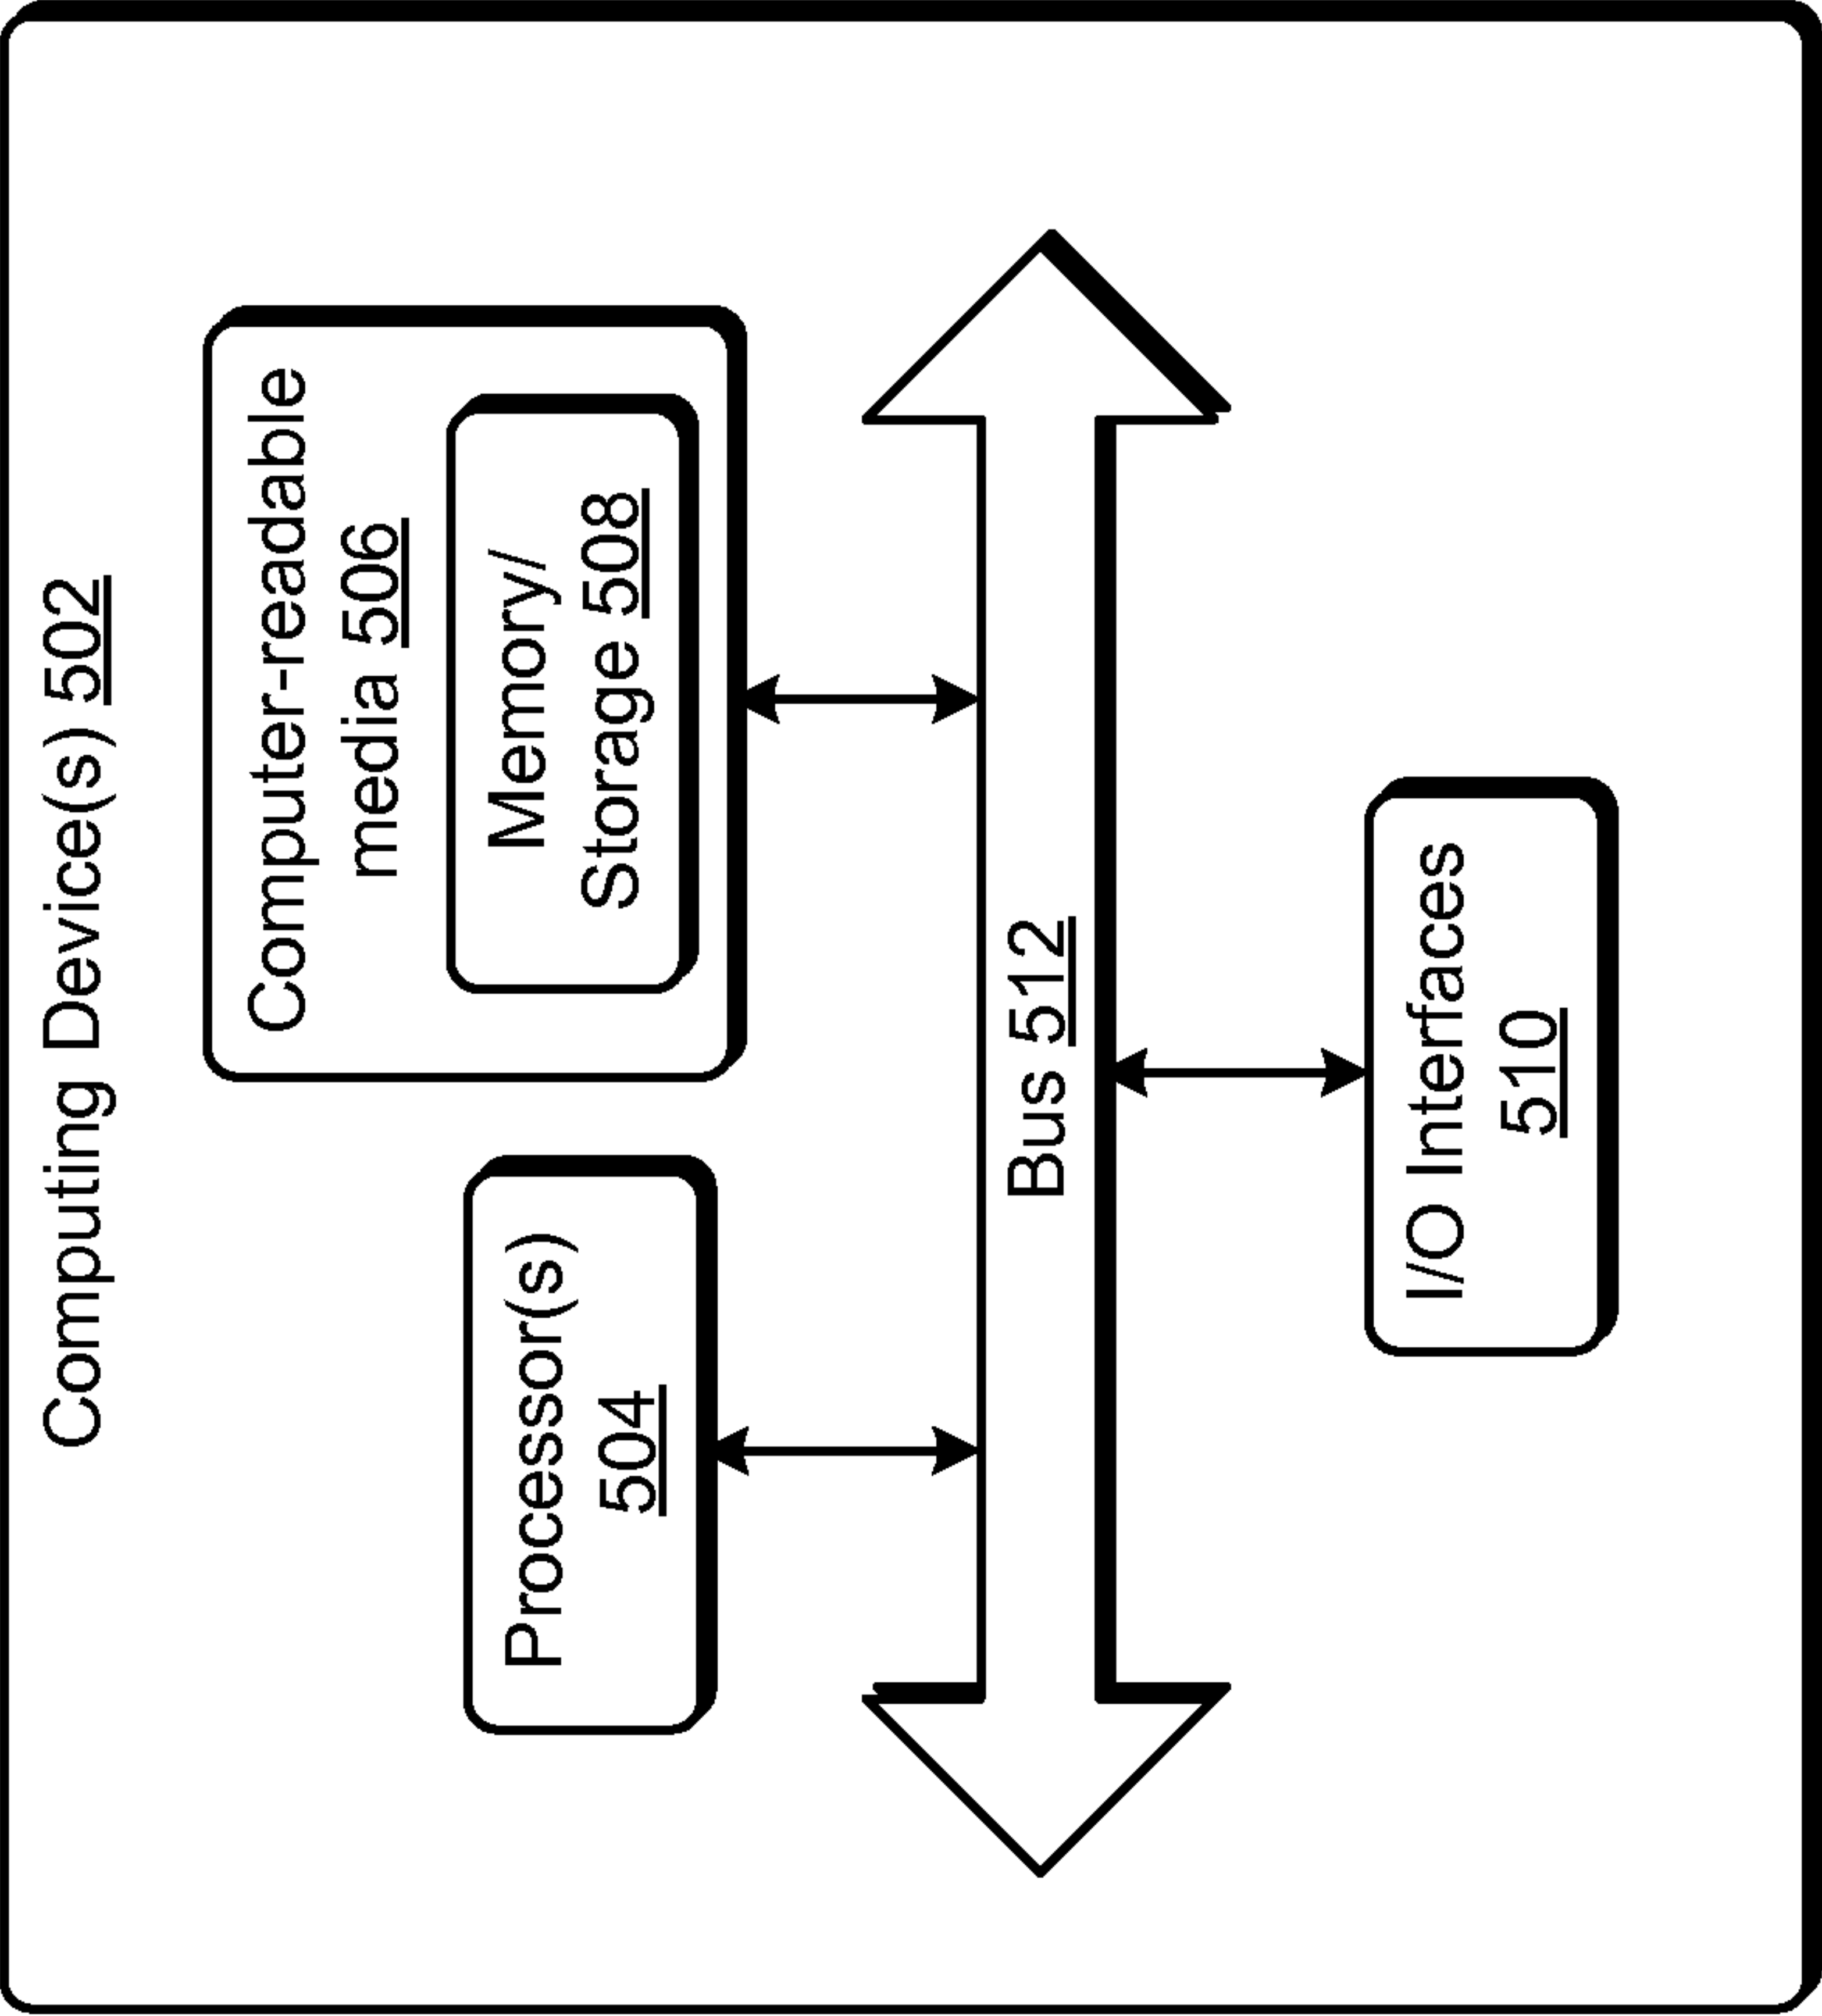 Computing Device(s) 502
Computer-readable
media 506
Memory/
Storage 508
Processor(s)
504
Bus 512
I/O Interfaces
510